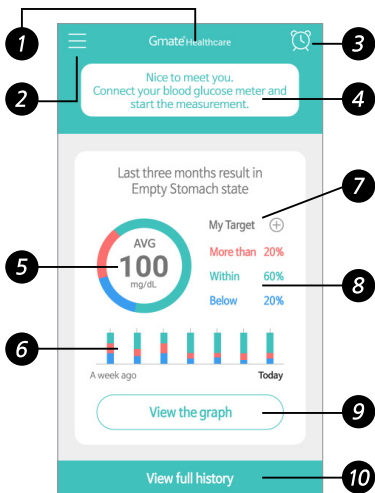 1
Gmate® Healthcare
3
2
Nice to meet you.
Connect your blood glucose meter and
start the measurement.
4
Last three months result in
Empty Stomach state
7
My Target
AVG
100
mg/dL
5
More than 20%
Within 60%
Below 20%
8
6
A week ago
Today
View the graph
9
View full history
10